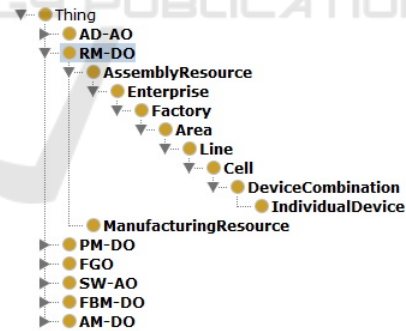 Thing
AD-AO
RM-DO
AssemblyResource
Enterprise
Factory
Area
Line
Cell
DeviceCombination
IndividualDevice
ManufacturingResource
PM-DO
FGO
SW-AO
FBM-DO
AM-DO